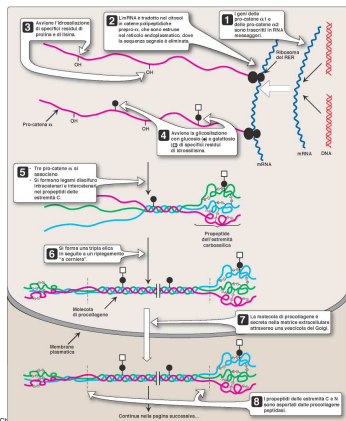 1 I geni delle
pro-catene α1 e
delle pro-catene α2
sono trascritti in RNA
messaggeri.
2 L'mRNA è tradotto nel citosol
in catene polipeptidiche
prepro-α, che sono estruse
nel reticolo endoplasmatico, dove
la sequenza segnale è eliminata.
3 Avviene l'idrossilazione
di specifici residui di
prolina e di lisina.
Ribosoma
del RER
OH
OH
mRNA
DNA
mRNA
Pro-catena α
OH
OH
4 Avviene la glicosilazione
con glucosio (●) e galattosio
(□) di specifici residui
di idrossilisina.
5 - Tre pro-catene α si
associano.
- Si formano legami disolfuro
intracatenari e intercatenari
nei propeptidi delle
estremità C.
Propeptide
dell'estremità
carbossilica
6 Si forma una tripla elica
in seguito a un ripiegamento
"a cerniera".
Molecola
di procollagene
7 La molecola di procollagene è
secreta nella matrice extracellulare
attraverso una vescicola del Golgi.
Membrana
plasmatica
8 I propeptidi delle estremità C e N
sono asportati dalle procollagene
peptidasi.
Continua nella pagina successiva...